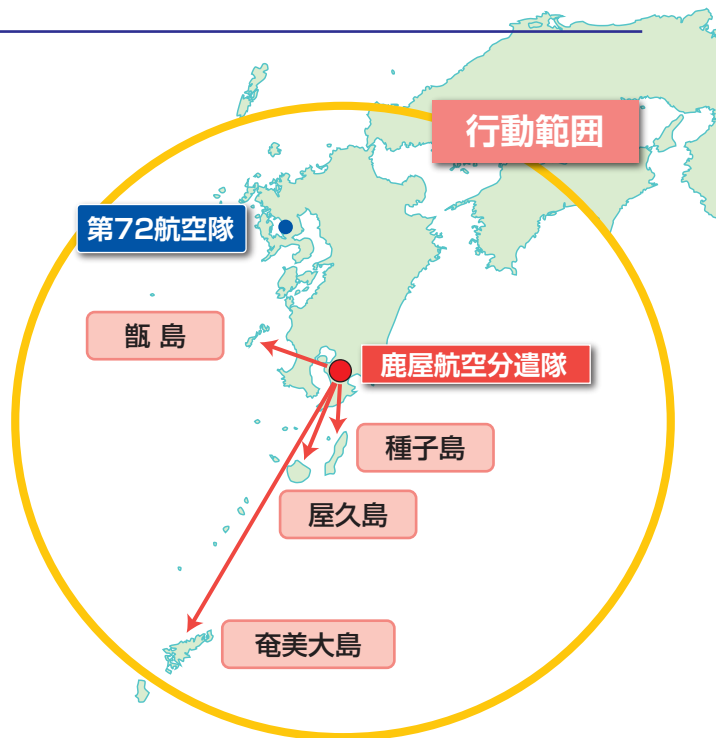 行動範囲
第72航空隊
甑 島
鹿屋航空分遣隊
種子島
屋久島
奄美大島